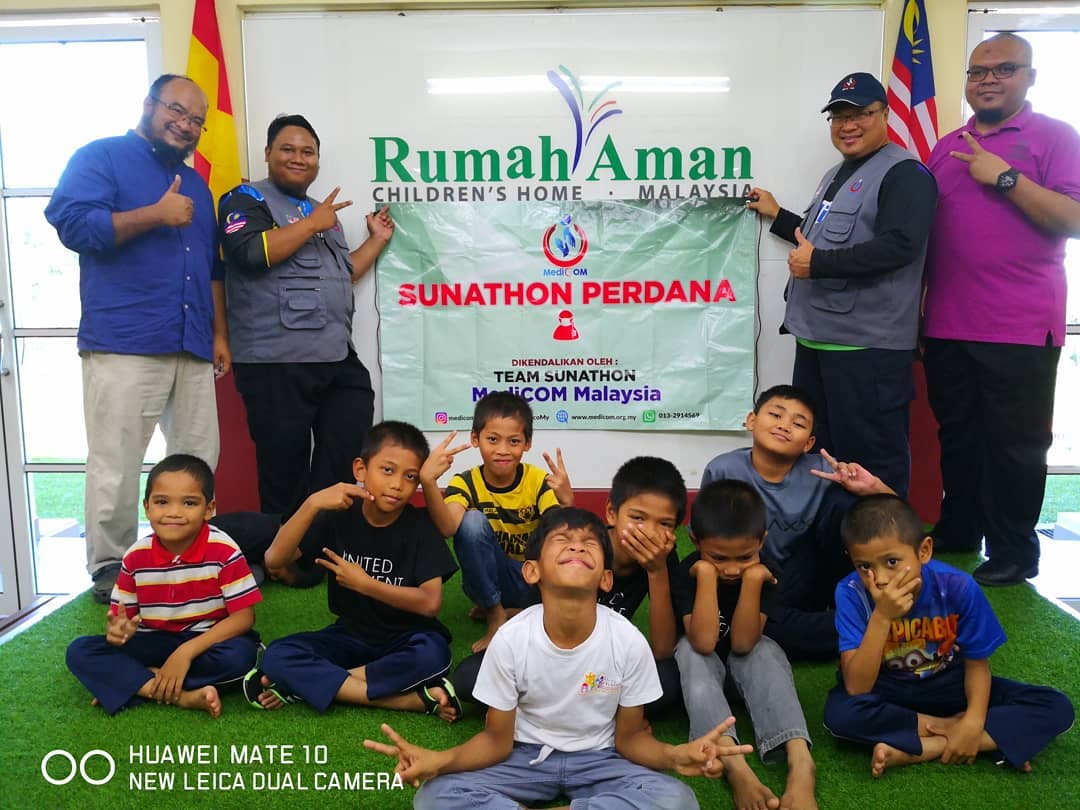 Rumah Aman
CHILDREN'S HOME · MALAYSIA
MediCOM
SUNATHON PERDANA
DIKENDALIKAN OLEH :
TEAM SUNATHON
MediCOM Malaysia
www.medicom.org.my 013-2914569
UNITED
HUAWEI MATE 10
NEW LEICA DUAL CAMERA